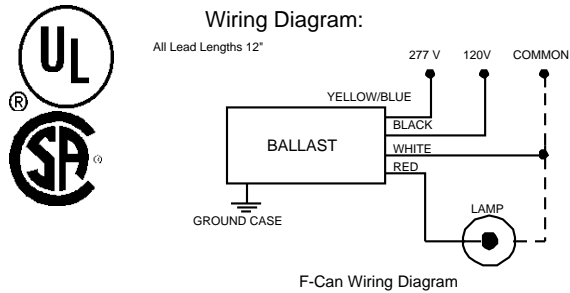 Wiring Diagram:
All Lead Lengths 12"
UL
®
SA
277 V
120V
COMMON
YELLOW/BLUE
BLACK
BALLAST
WHITE
RED
GROUND CASE
LAMP
F-Can Wiring Diagram